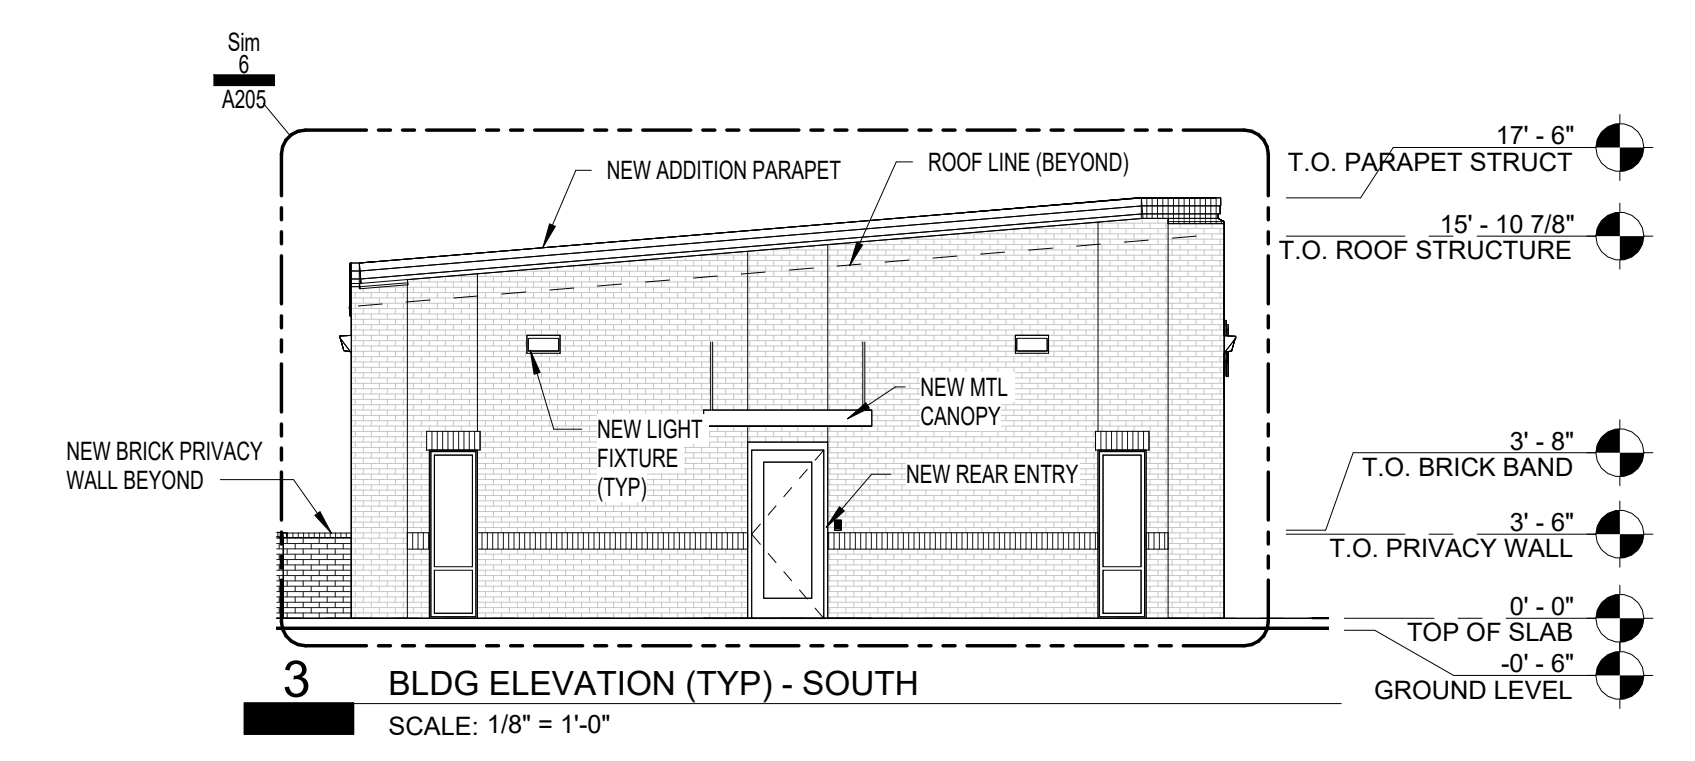 Sim
6
A205
NEW ADDITION PARAPET
ROOF LINE (BEYOND)
17' - 6"
T.O. PARAPET STRUCT
15' - 10 7/8"
T.O. ROOF STRUCTURE
NEW MTL
CANOPY
NEW LIGHT
FIXTURE
(TYP)
NEW BRICK PRIVACY
WALL BEYOND
NEW REAR ENTRY
3' - 8"
T.O. BRICK BAND
3' - 6"
T.O. PRIVACY WALL
0' - 0"
TOP OF SLAB
-0' - 6"
GROUND LEVEL
3
BLDG ELEVATION (TYP) - SOUTH
SCALE: 1/8" = 1'-0"